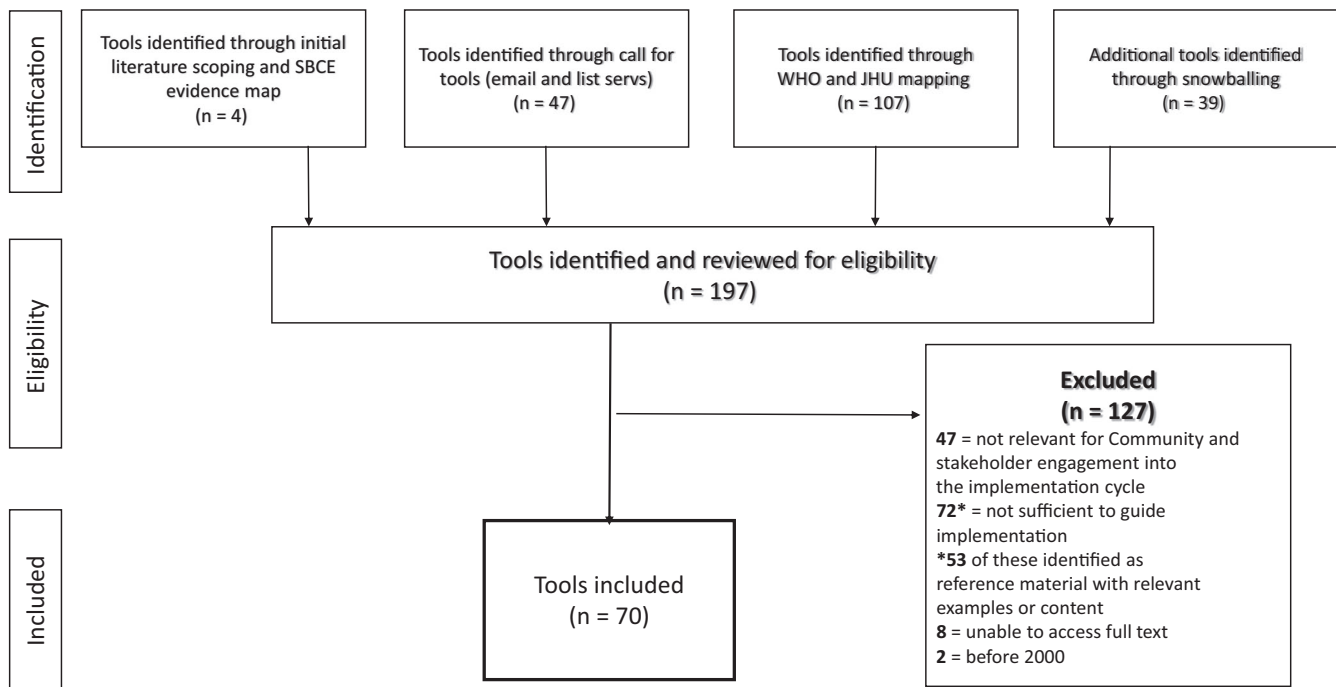 Identification
Tools identified through initial
literature scoping and SBCE
evidence map
(n = 4)
Tools identified through call for
tools (email and list servs)
(n = 47)
Tools identified through
WHO and JHU mapping
(n = 107)
Additional tools identified
through snowballing
(n = 39)
Eligibility
Tools identified and reviewed for eligibility
(n = 197)
Excluded
(n = 127)
47 = not relevant for Community and
stakeholder engagement into
the implementation cycle
72* = not sufficient to guide
implementation
*53 of these identified as
reference material with relevant
examples or content
8 = unable to access full text
2 = before 2000
Included
Tools included
(n = 70)